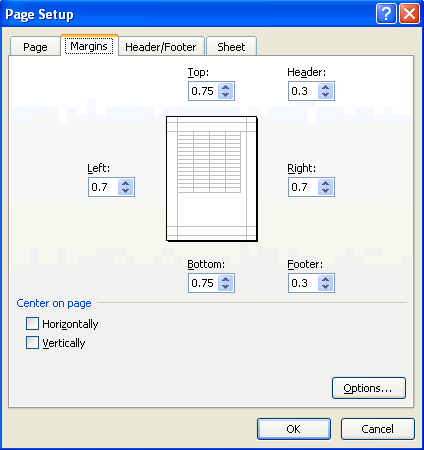 Page Setup
Page Margins Header/Footer Sheet
Top: Header:
0.75 0.3
Left: Right:
0.7 0.7
Bottom: Footer:
0.75 0.3
Center on page
Horizontally
Vertically
Options...
OK Cancel